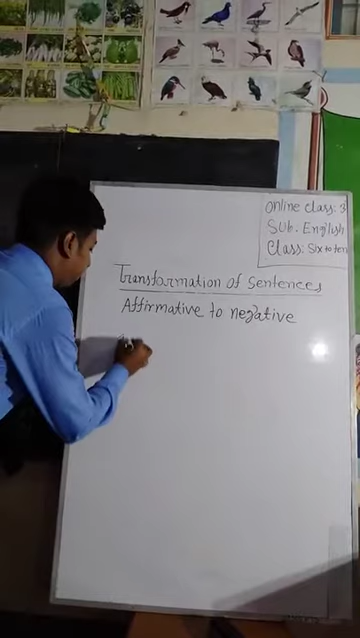 Online class: 3
Sub. English
Class: Six to ten
Transformation of Sentences
Affirmative to negative